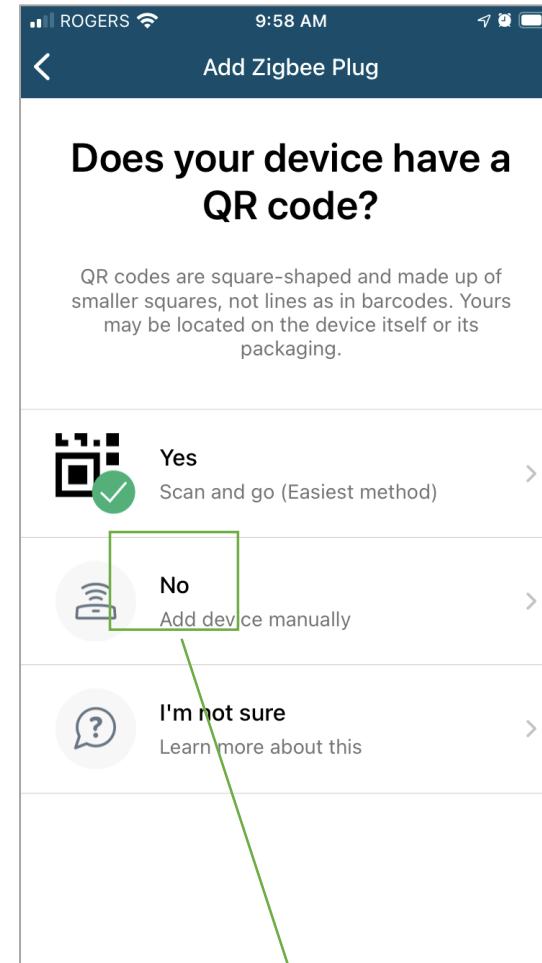 ROGERS 9:58 AM
Add Zigbee Plug
Does your device have a
QR code?
QR codes are square-shaped and made up of
smaller squares, not lines as in barcodes. Yours
may be located on the device itself or its
packaging.
Yes
Scan and go (Easiest method)
No
Add device manually
?
I'm not sure
Learn more about this